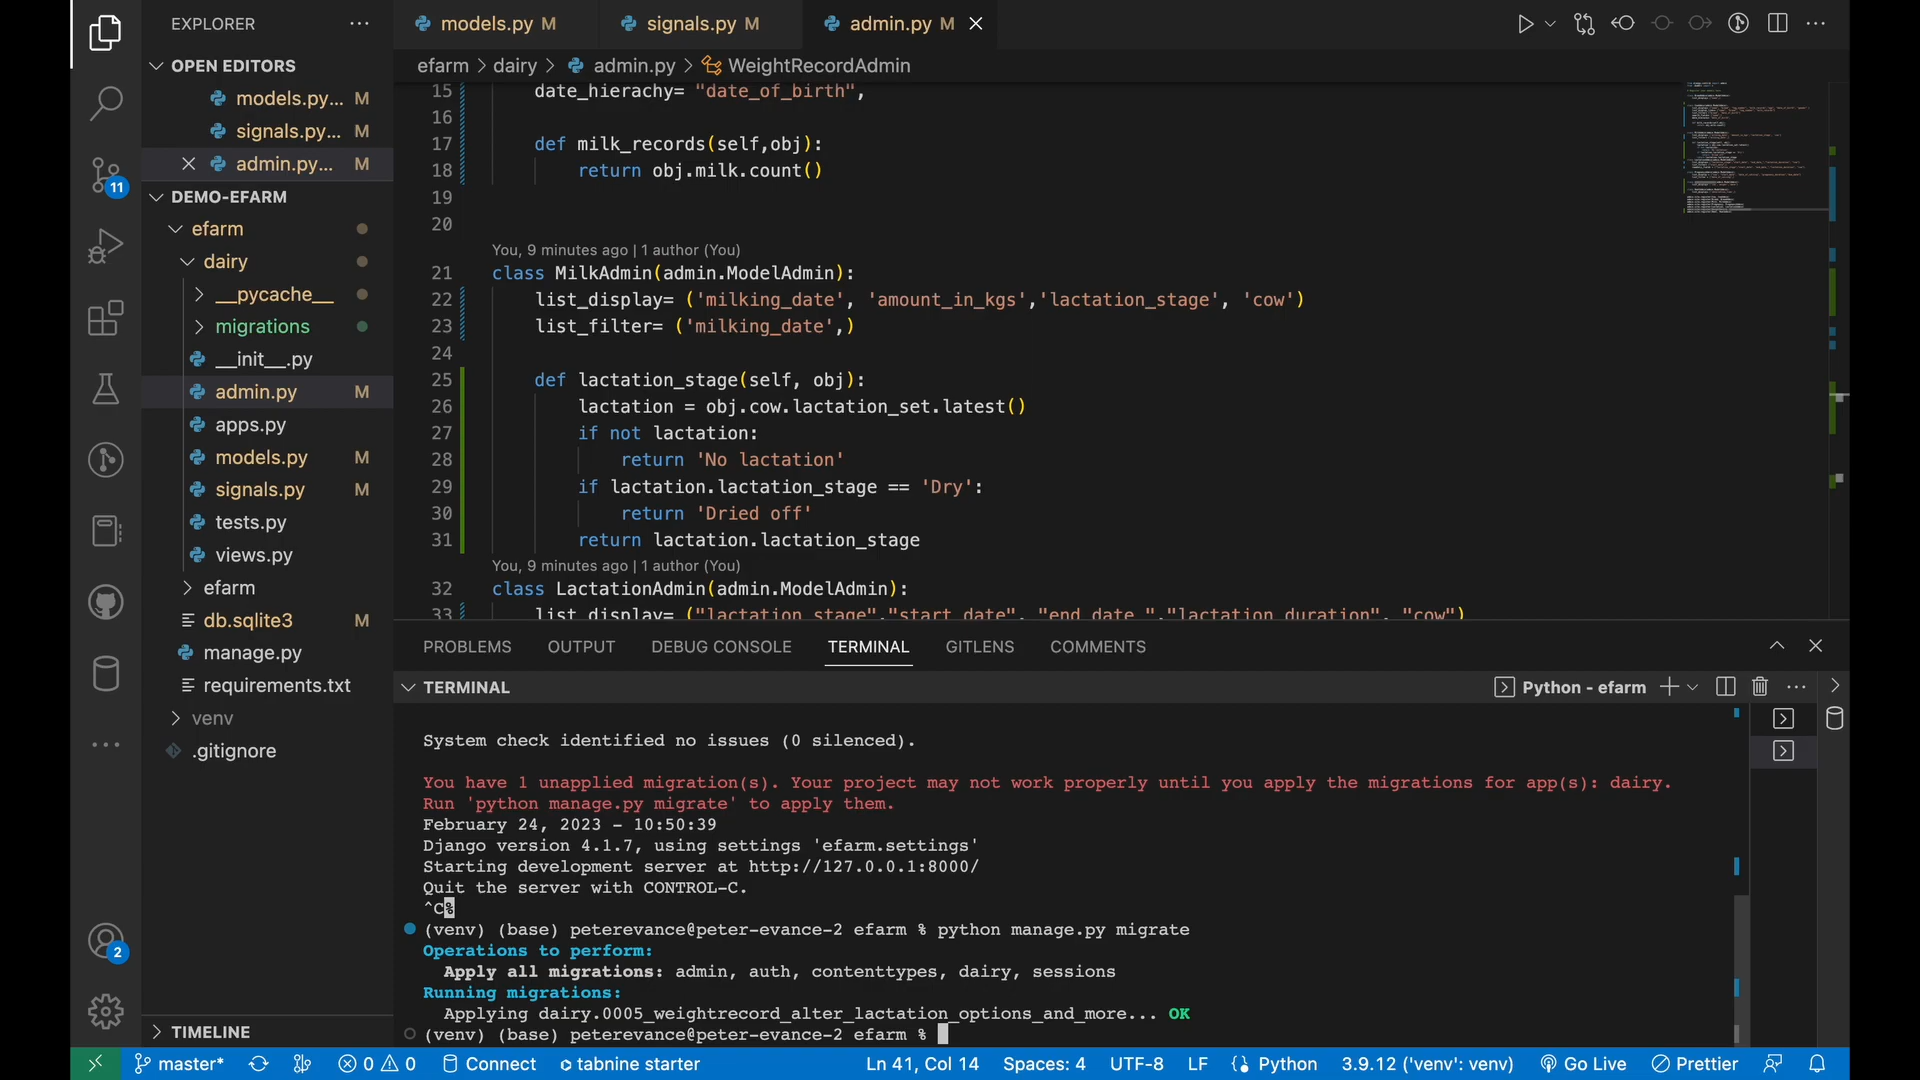 EXPLORER
OPEN EDITORS
models.py... M
signals.py... M
admin.py... M
DEMO-EFARM
efarm
dairy
__pycache__
migrations
__init__.py
admin.py M
apps.py
models.py M
signals.py M
tests.py
views.py
efarm
db.sqlite3 M
manage.py
requirements.txt
venv
.gitignore
TIMELINE
11
2
models.py M signals.py M admin.py M
efarm > dairy > admin.py > WeightRecordAdmin
15 date_hierachy= "date_of_birth",
16
17 def milk_records(self,obj):
18 return obj.milk.count()
19
20
You, 9 minutes ago | 1 author (You)
21 class MilkAdmin(admin.ModelAdmin):
22 list_display= ('milking_date', 'amount_in_kgs','lactation_stage', 'cow')
23 list_filter= ('milking_date',)
24
25 def lactation_stage(self, obj):
26 lactation = obj.cow.lactation_set.latest()
27 if not lactation:
28 return 'No lactation'
29 if lactation.lactation_stage == 'Dry':
30 return 'Dried off'
31 return lactation.lactation_stage
You, 9 minutes ago | 1 author (You)
32 class LactationAdmin(admin.ModelAdmin):
33 list_display= ("lactation_stage","start_date", "end_date_","lactation_duration", "cow")
PROBLEMS OUTPUT DEBUG CONSOLE TERMINAL GITLENS COMMENTS
TERMINAL
Python - efarm
System check identified no issues (0 silenced).
You have 1 unapplied migration(s). Your project may not work properly until you apply the migrations for app(s): dairy.
Run 'python manage.py migrate' to apply them.
February 24, 2023 - 10:50:39
Django version 4.1.7, using settings 'efarm.settings'
Starting development server at http://127.0.0.1:8000/
Quit the server with CONTROL-C.
^C%
(venv) (base) peterevance@peter-evance-2 efarm % python manage.py migrate
Operations to perform:
Apply all migrations: admin, auth, contenttypes, dairy, sessions
Running migrations:
Applying dairy.0005_weightrecord_alter_lactation_options_and_more... OK
(venv) (base) peterevance@peter-evance-2 efarm %
master* 0 0 Connect tabnine starter Ln 41, Col 14 Spaces: 4 UTF-8 LF Python 3.9.12 ('venv': venv) Go Live Prettier